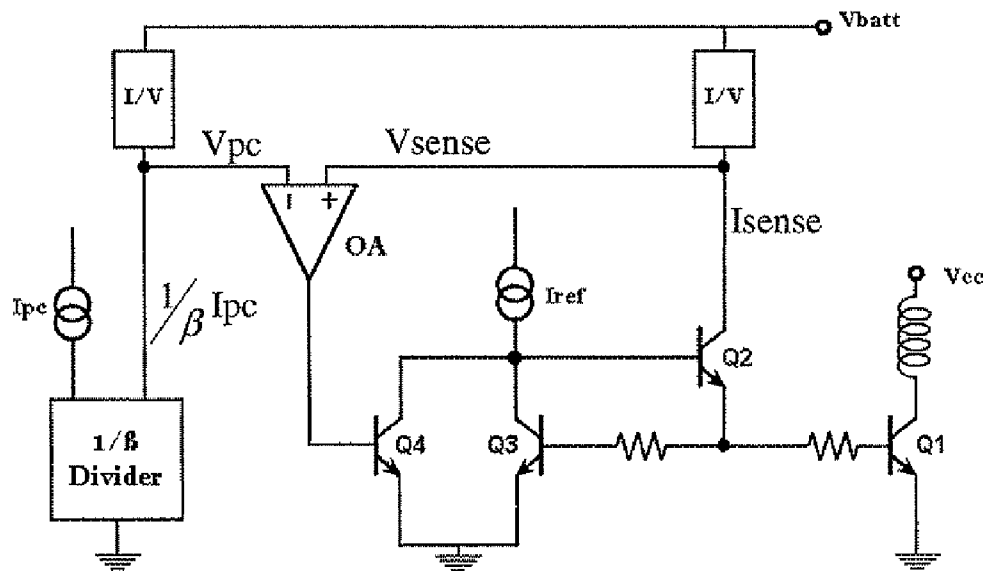 Vbatt
I/V
I/V
Vpc
Vsense
- +
OA
Isense
Ipc
1/β Ipc
Iref
Vcc
Q2
1/ß
Divider
Q4
Q3
Q1